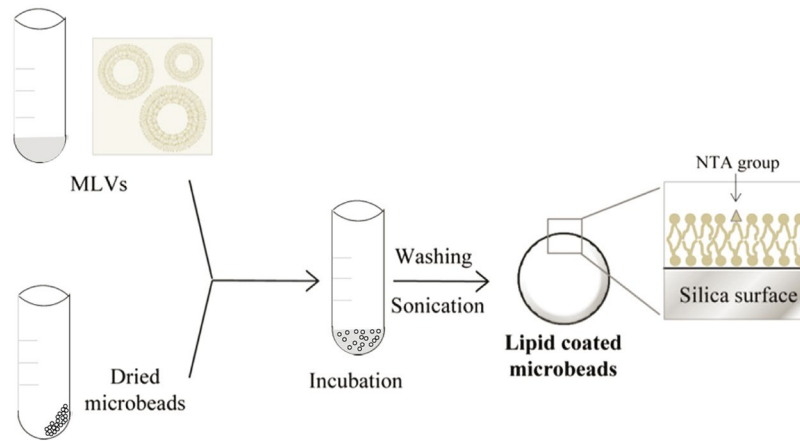 MLVs
Dried
microbeads
Incubation
Washing
Sonication
Lipid coated
microbeads
NTA group
Silica surface